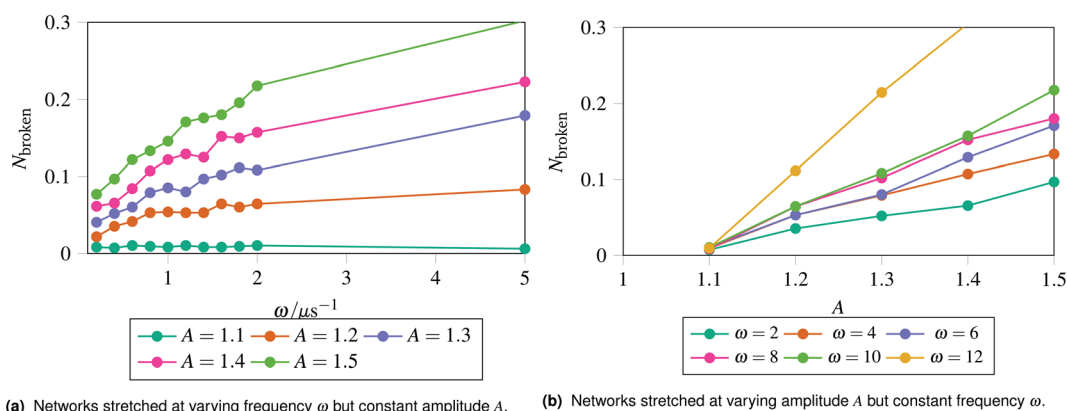 0.3
0.2
0.1
0
N_broken
1 2 3 4 5
ω/μs⁻¹
A = 1.1 A = 1.2 A = 1.3
A = 1.4 A = 1.5
(a) Networks stretched at varying frequency ω but constant amplitude A.
0.3
0.2
0.1
0
N_broken
1 1.1 1.2 1.3 1.4 1.5
A
ω = 2 ω = 4 ω = 6
ω = 8 ω = 10 ω = 12
(b) Networks stretched at varying amplitude A but constant frequency ω.